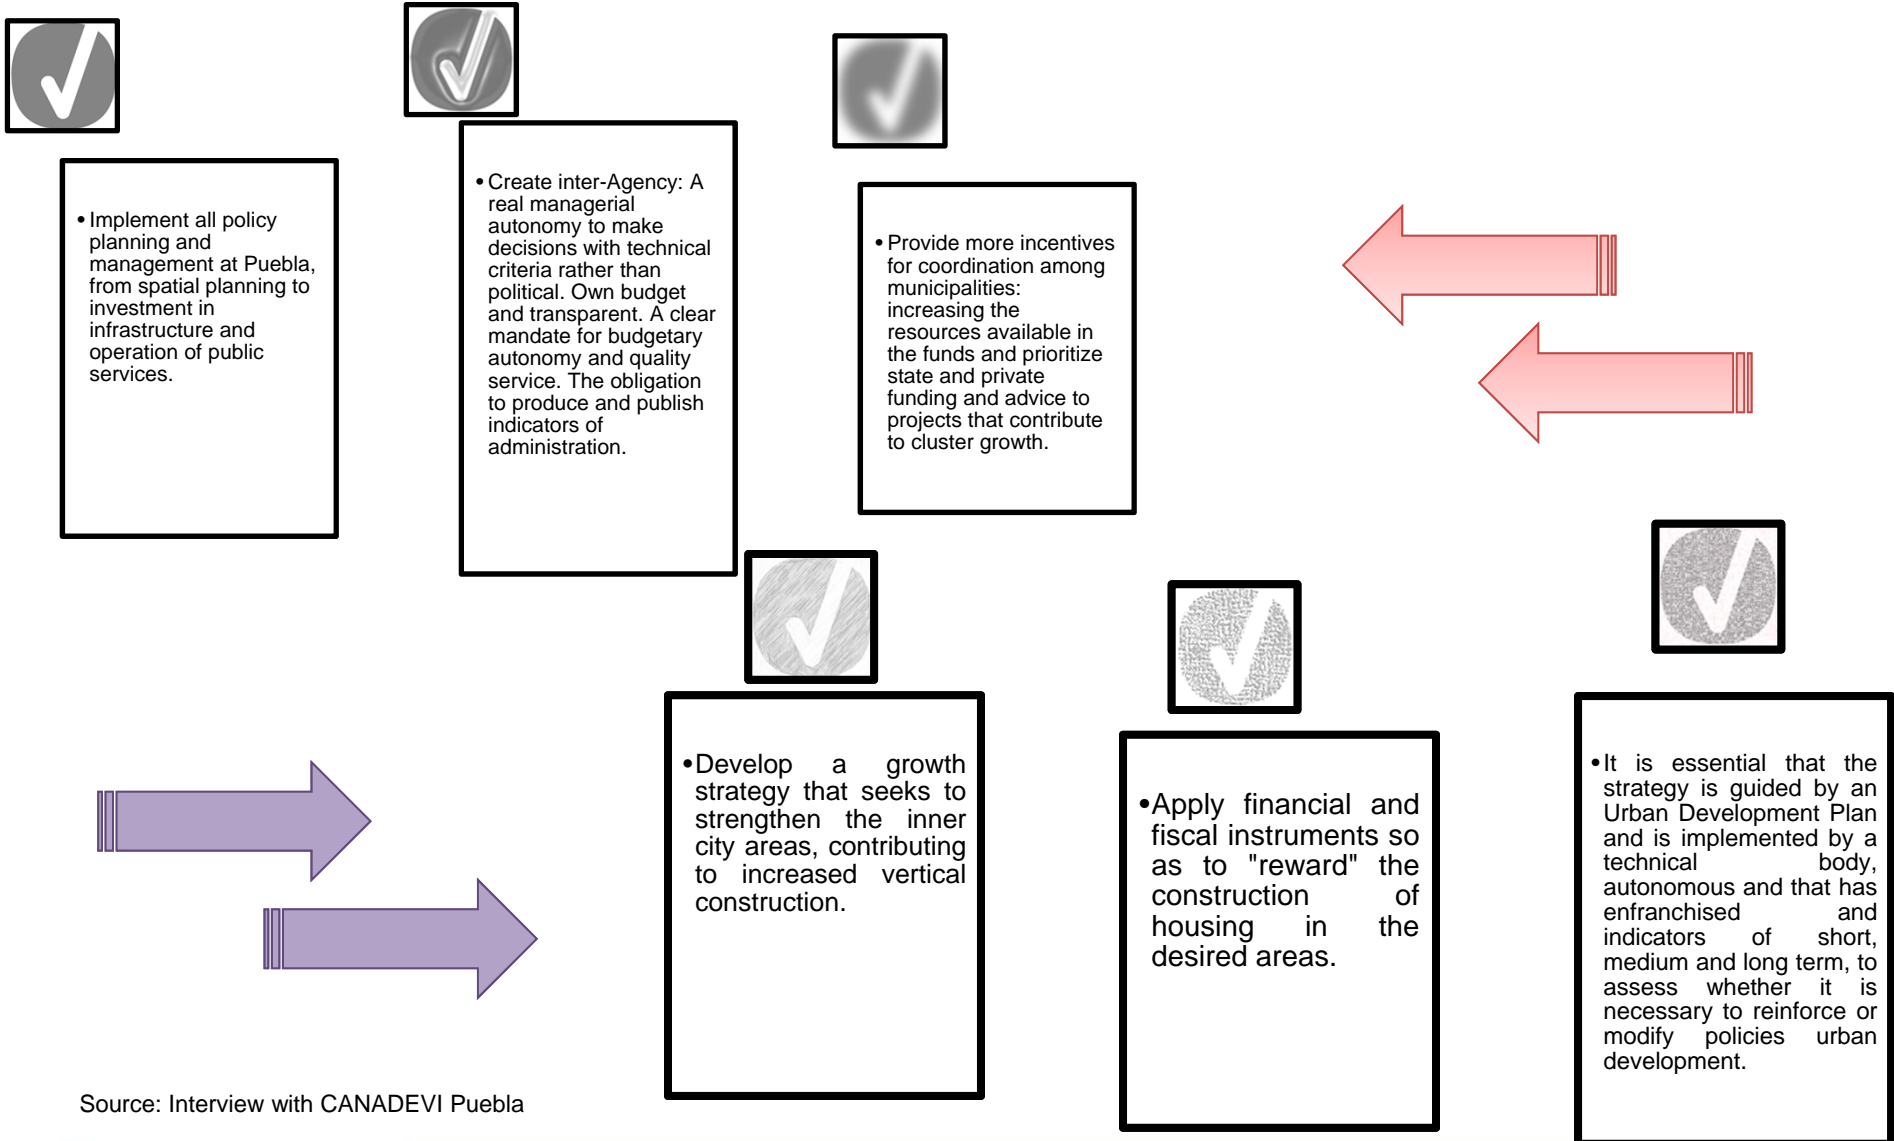 • Implement all policy
planning and
management at Puebla,
from spatial planning to
investment in
infrastructure and
operation of public
services.
• Create inter-Agency: A
real managerial
autonomy to make
decisions with technical
criteria rather than
political. Own budget
and transparent. A clear
mandate for budgetary
autonomy and quality
service. The obligation
to produce and publish
indicators of
administration.
• Provide more incentives
for coordination among
municipalities:
increasing the
resources available in
the funds and prioritize
state and private
funding and advice to
projects that contribute
to cluster growth.
•Develop a growth
strategy that seeks to
strengthen the inner
city areas, contributing
to increased vertical
construction.
•Apply financial and
fiscal instruments so
as to "reward" the
construction of
housing in the
desired areas.
•It is essential that the
strategy is guided by an
Urban Development Plan
and is implemented by a
technical body,
autonomous and that has
enfranchised and
indicators of short,
medium and long term, to
assess whether it is
necessary to reinforce or
modify policies urban
development.
Source: Interview with CANADEVI Puebla